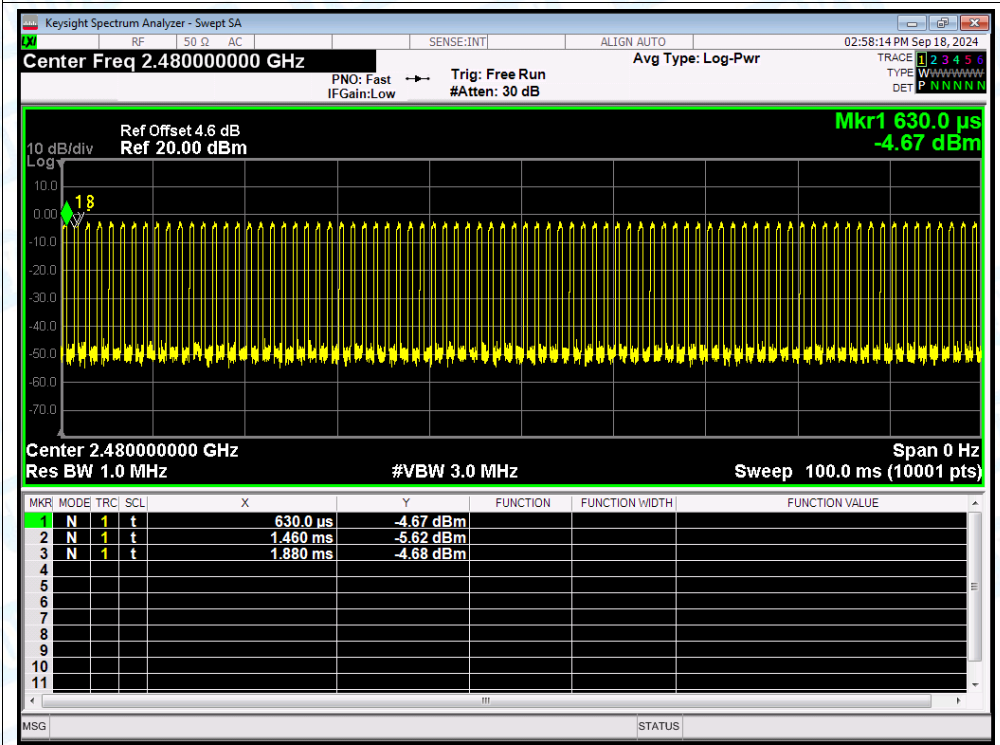 Keysight Spectrum Analyzer - Swept SA
LXI RF 50 Ω AC SENSE:INT ALIGN AUTO 02:58:14 PM Sep 18, 2024
Center Freq 2.480000000 GHz
PNO: Fast
IFGain:Low
Trig: Free Run
#Atten: 30 dB
Avg Type: Log-Pwr
TRACE 1 2 3 4 5 6
TYPE WWWWWW
DET P N N N N N
Mkr1 630.0 µs
-4.67 dBm
Ref Offset 4.6 dB
10 dB/div Ref 20.00 dBm
Log
10.0
0.00
-10.0
-20.0
-30.0
-40.0
-50.0
-60.0
-70.0
Center 2.480000000 GHz Span 0 Hz
Res BW 1.0 MHz #VBW 3.0 MHz Sweep 100.0 ms (10001 pts)
MKR MODE TRC SCL X Y FUNCTION FUNCTION WIDTH FUNCTION VALUE
1 N 1 t 630.0 µs -4.67 dBm
2 N 1 t 1.460 ms -5.62 dBm
3 N 1 t 1.880 ms -4.68 dBm
4
5
6
7
8
9
10
11
MSG STATUS